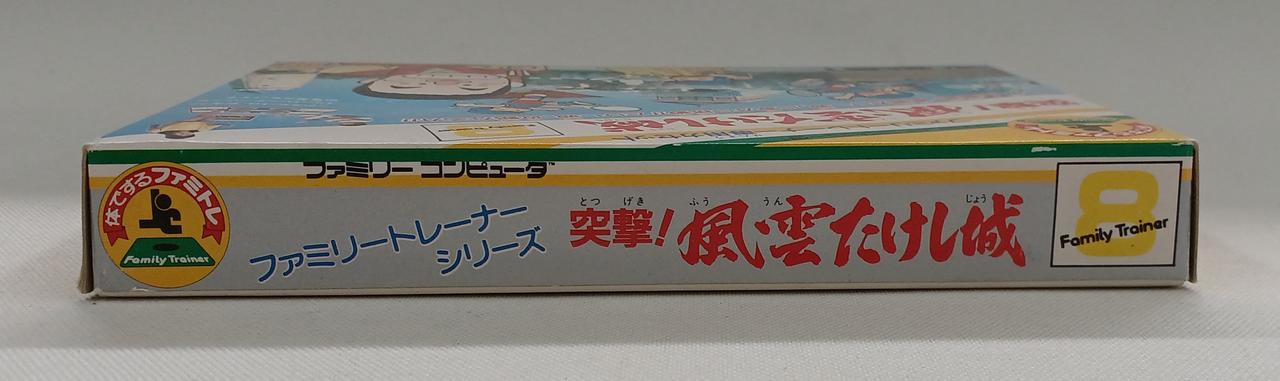 体でするファミトレ
Family Trainer
ファミリー コンピュータ™
ファミリートレーナー
シリーズ
とつ げき ふう うん じょう
突撃!風雲たけし城
8
Family Trainer